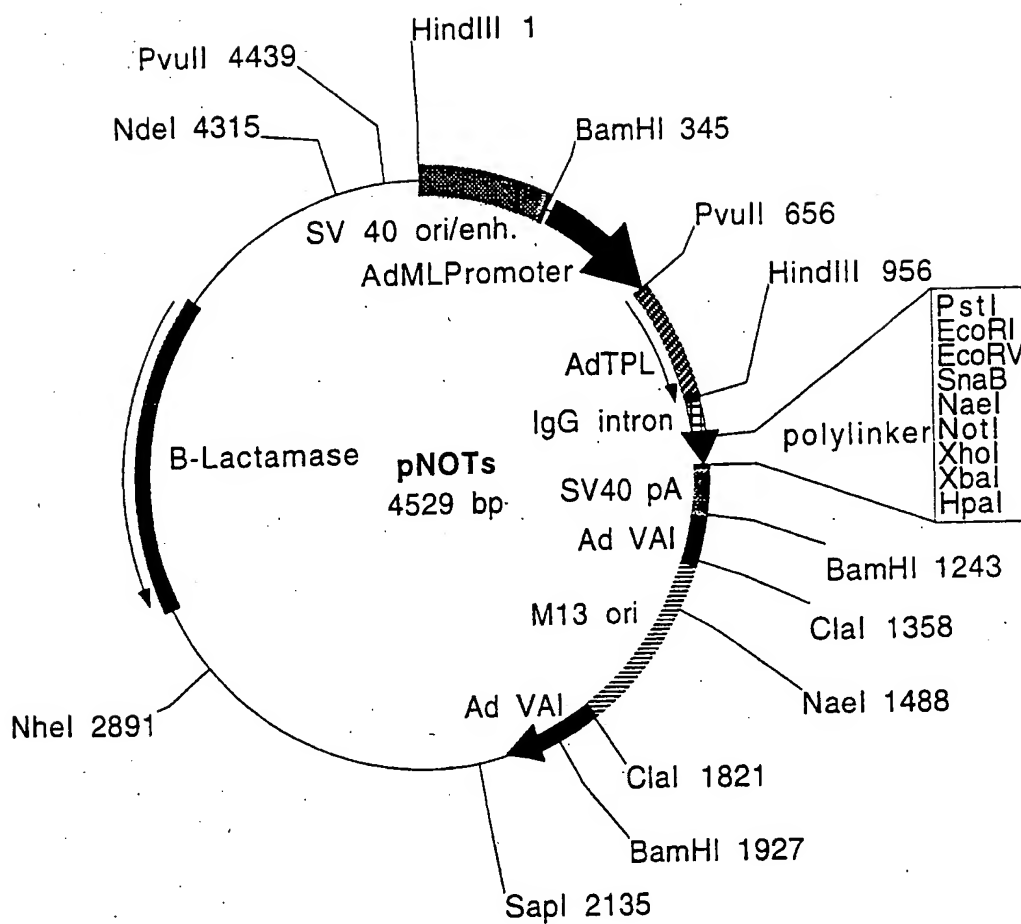 HindIII 1
PvuII 4439
NdeI 4315
BamHI 345
SV 40 ori/enh.
PvuII 656
AdMLPromoter
HindIII 956
PstI
EcoRI
EcoRV
SnaB
NaeI
NotI
XhoI
XbaI
HpaI
AdTPL
IgG intron
polylinker
B-Lactamase
pNOTs
4529 bp
SV40 pA
Ad VAI
BamHI 1243
M13 ori
ClaI 1358
NheI 2891
Ad VAI
NaeI 1488
ClaI 1821
BamHI 1927
SapI 2135